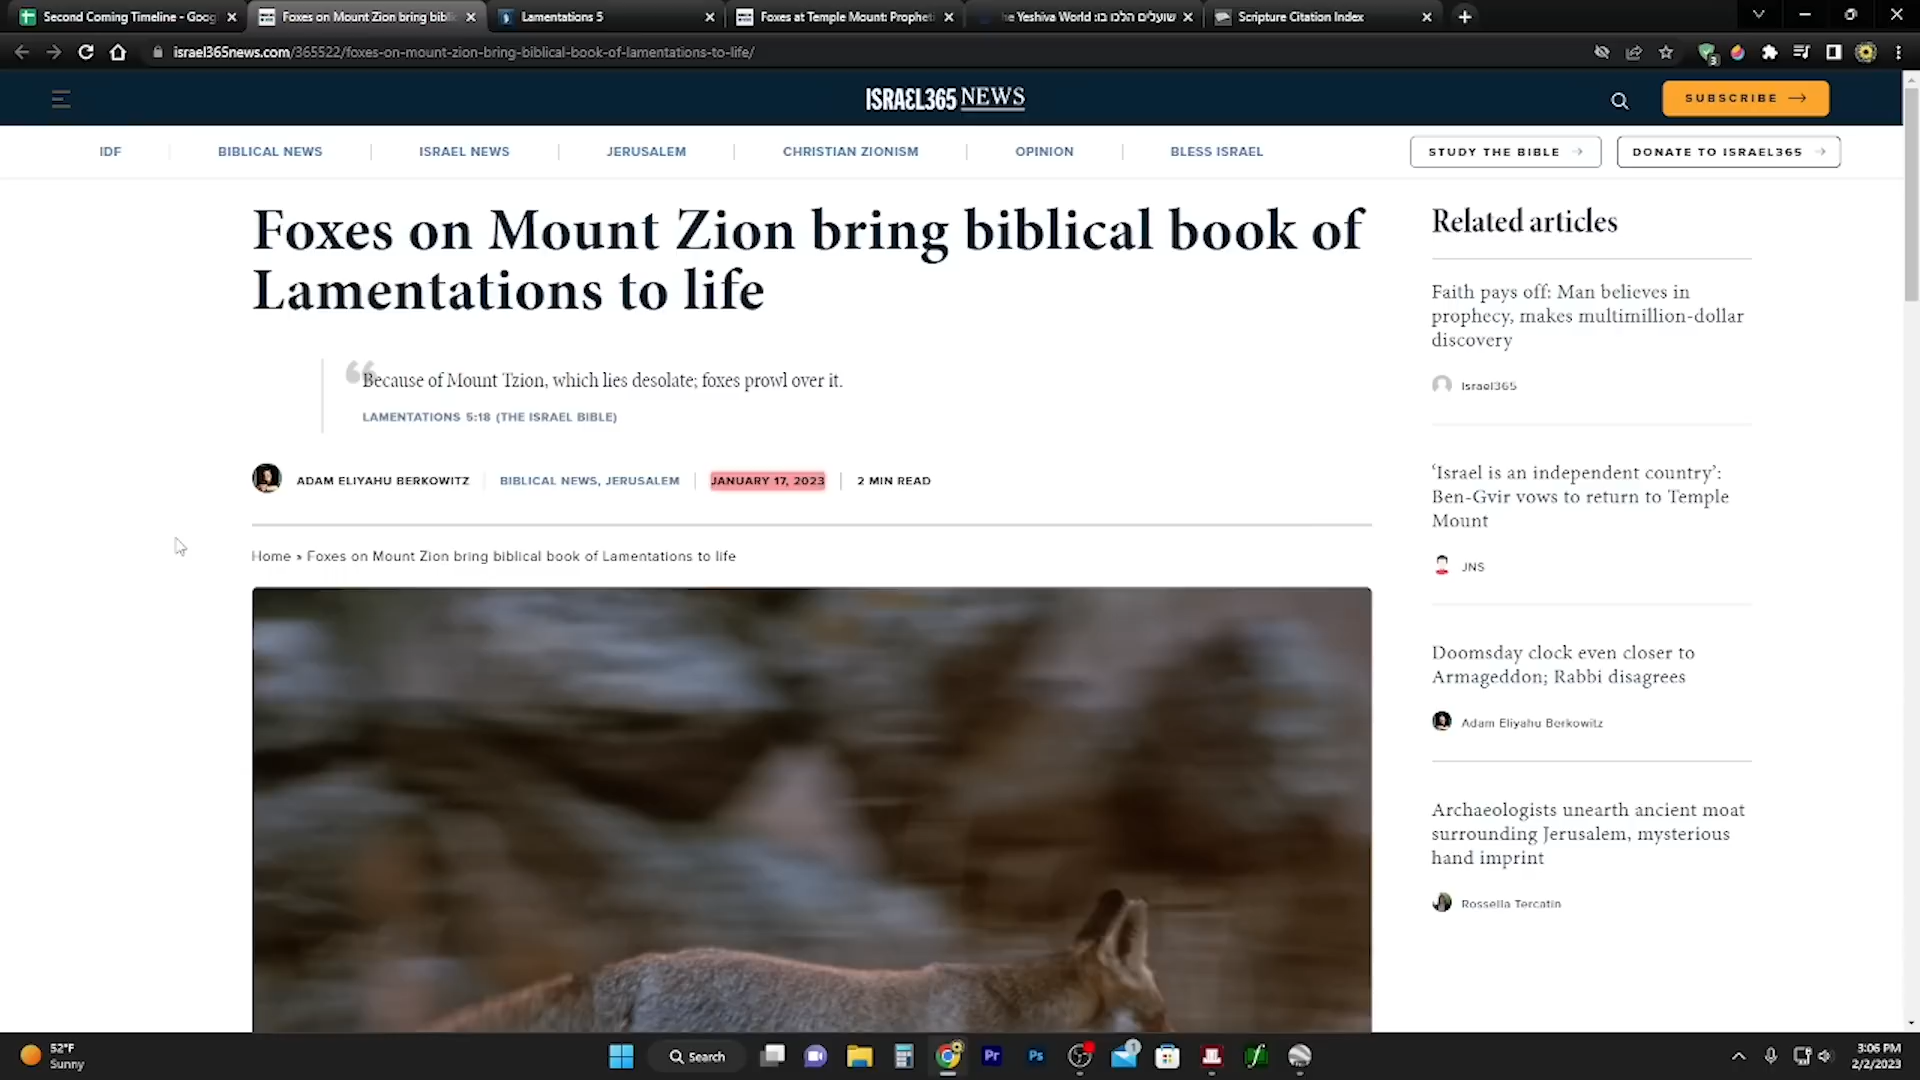 Second Coming Timeline - Goog
Foxes on Mount Zion bring bibli
Lamentations 5
Foxes at Temple Mount: Propheti
he Yeshiva World: שועלים הלכו בו
Scripture Citation Index
israel365news.com/365522/foxes-on-mount-zion-bring-biblical-book-of-lamentations-to-life/
3
ISRAEL365 NEWS
SUBSCRIBE
IDF
BIBLICAL NEWS
ISRAEL NEWS
JERUSALEM
CHRISTIAN ZIONISM
OPINION
BLESS ISRAEL
STUDY THE BIBLE
DONATE TO ISRAEL365
Foxes on Mount Zion bring biblical book of
Lamentations to life
Because of Mount Tzion, which lies desolate; foxes prowl over it.
LAMENTATIONS 5:18 (THE ISRAEL BIBLE)
ADAM ELIYAHU BERKOWITZ
BIBLICAL NEWS, JERUSALEM
JANUARY 17, 2023
2 MIN READ
Home » Foxes on Mount Zion bring biblical book of Lamentations to life
Related articles
Faith pays off: Man believes in
prophecy, makes multimillion-dollar
discovery
Israel365
‘Israel is an independent country’:
Ben-Gvir vows to return to Temple
Mount
JNS
Doomsday clock even closer to
Armageddon; Rabbi disagrees
Adam Eliyahu Berkowitz
Archaeologists unearth ancient moat
surrounding Jerusalem, mysterious
hand imprint
Rossella Tercatin
52°F
Sunny
Search
Pr
Ps
1
3:06 PM
2/2/2023